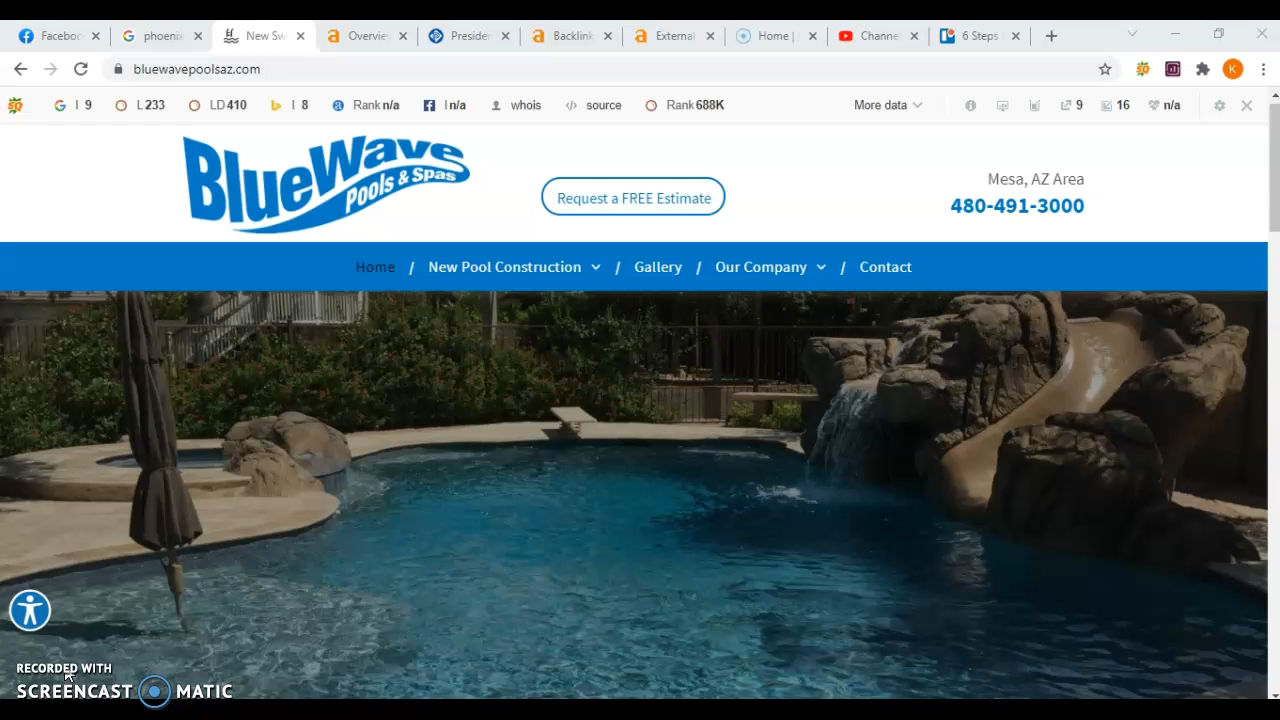 Faceboo
phoenix
New Sw
Overvie
Presiden
Backlink
External
Home |
Channe
6 Steps
bluewavepoolsaz.com
K
I 9
L 233
LD 410
I 8
Rank n/a
I n/a
whois
source
Rank 688K
More data
9
16
n/a
BlueWave
Pools & Spas
Request a FREE Estimate
Mesa, AZ Area
480-491-3000
Home / New Pool Construction / Gallery / Our Company / Contact
RECORDED WITH
SCREENCAST MATIC